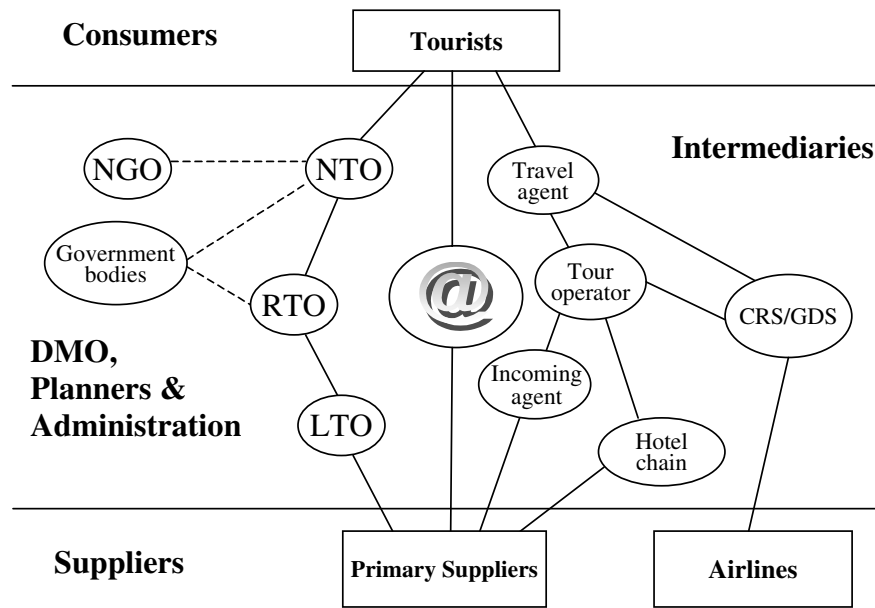 Consumers
Tourists
Intermediaries
NGO
NTO
Travel
agent
Government
bodies
RTO
@
Tour
operator
CRS/GDS
DMO,
Planners &
Administration
Incoming
agent
LTO
Hotel
chain
Suppliers
Primary Suppliers
Airlines